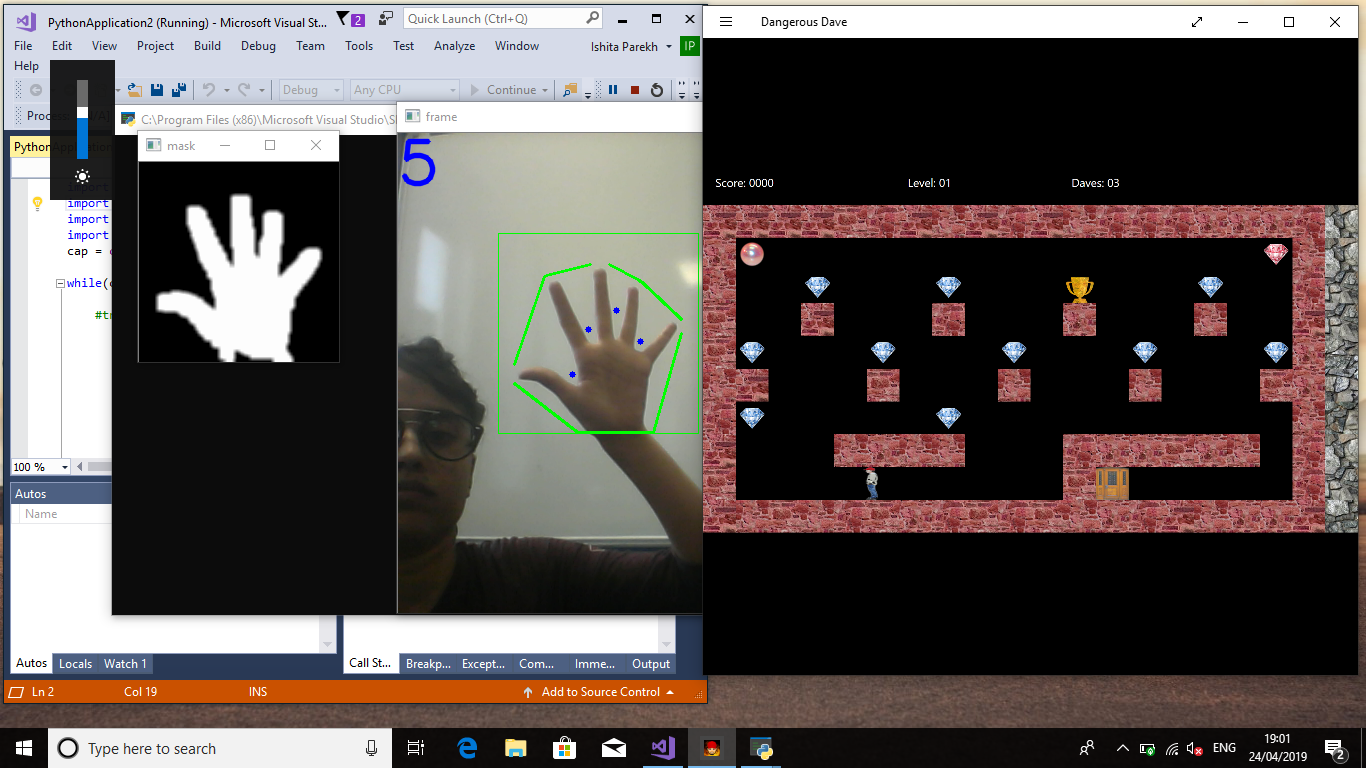 PythonApplication2 (Running) - Microsoft Visual St...
2
Quick Launch (Ctrl+Q)
File Edit View Project Build Debug Team Tools Test Analyze Window
Ishita Parekh
IP
Help
Debug
Any CPU
Continue
Process
C:\Program Files (x86)\Microsoft Visual Studio\S
frame
mask
import
import
import
import
cap =
while(
#t
100 %
Autos
Name
5
Autos Locals Watch 1
Call St... Breakp... Except... Com... Imme... Output
Ln 2 Col 19 INS
Add to Source Control
Dangerous Dave
Score: 0000 Level: 01 Daves: 03
Type here to search
ENG
19:01
24/04/2019
2